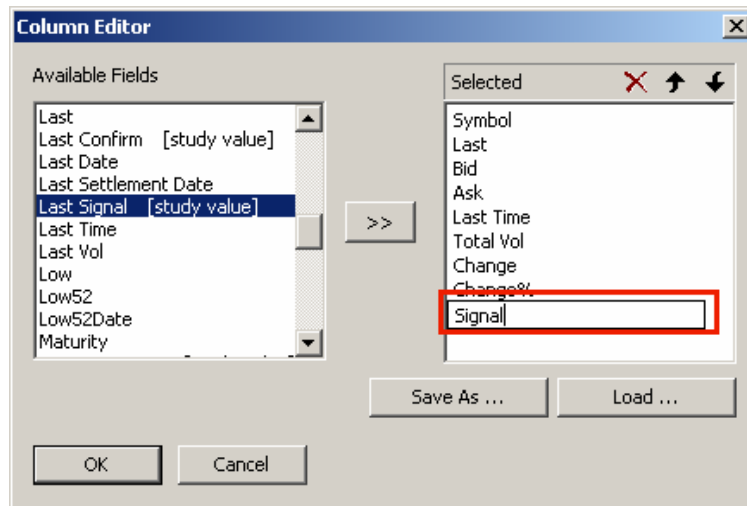 Column Editor
Available Fields
Last
Last Confirm [study value]
Last Date
Last Settlement Date
Last Signal [study value]
Last Time
Last Vol
Low
Low52
Low52Date
Maturity
>>
Selected
Symbol
Last
Bid
Ask
Last Time
Total Vol
Change
Change%
Signal
Save As ...
Load ...
OK
Cancel